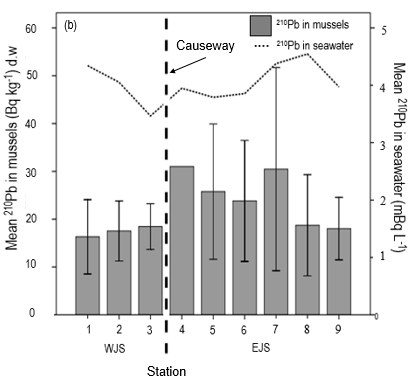 (b)
²¹⁰Pb in mussels
²¹⁰Pb in seawater
Causeway
Mean ²¹⁰Pb in mussels (Bq kg⁻¹) d.w
60
50
40
30
20
10
0
Mean ²¹⁰Pb in seawater (mBq L⁻¹)
5
4
3
2
1
0
1 2 3 4 5 6 7 8 9
WJS EJS
Station